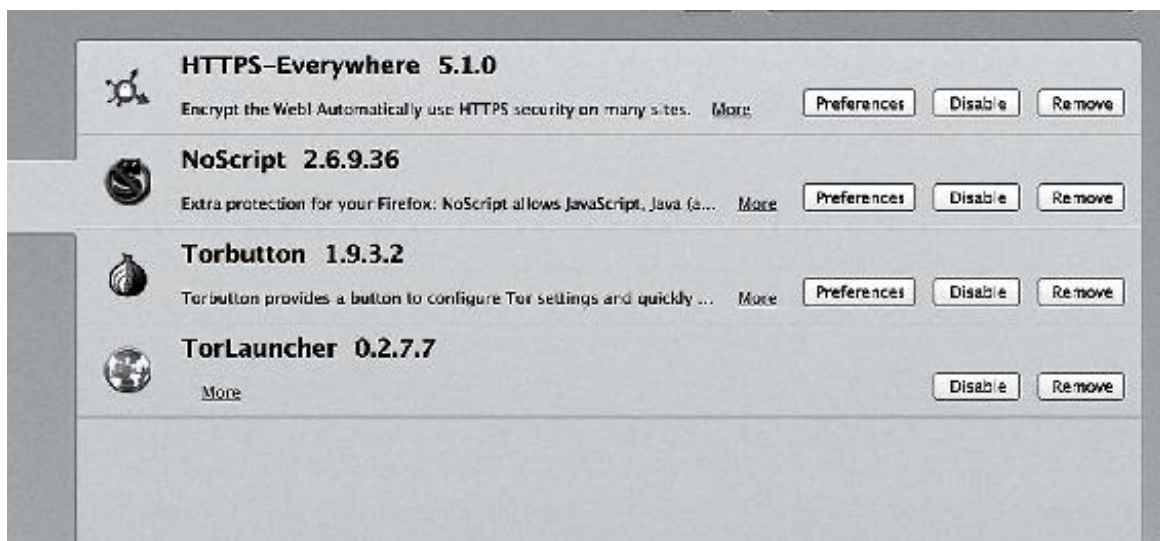 HTTPS-Everywhere 5.1.0
Encrypt the Web! Automatically use HTTPS security on many sites. More Preferences Disable Remove
NoScript 2.6.9.36
Extra protection for your Firefox: NoScript allows JavaScript, Java (a... More Preferences Disable Remove
Torbutton 1.9.3.2
Torbutton provides a button to configure Tor settings and quickly ... More Preferences Disable Remove
TorLauncher 0.2.7.7
More Disable Remove